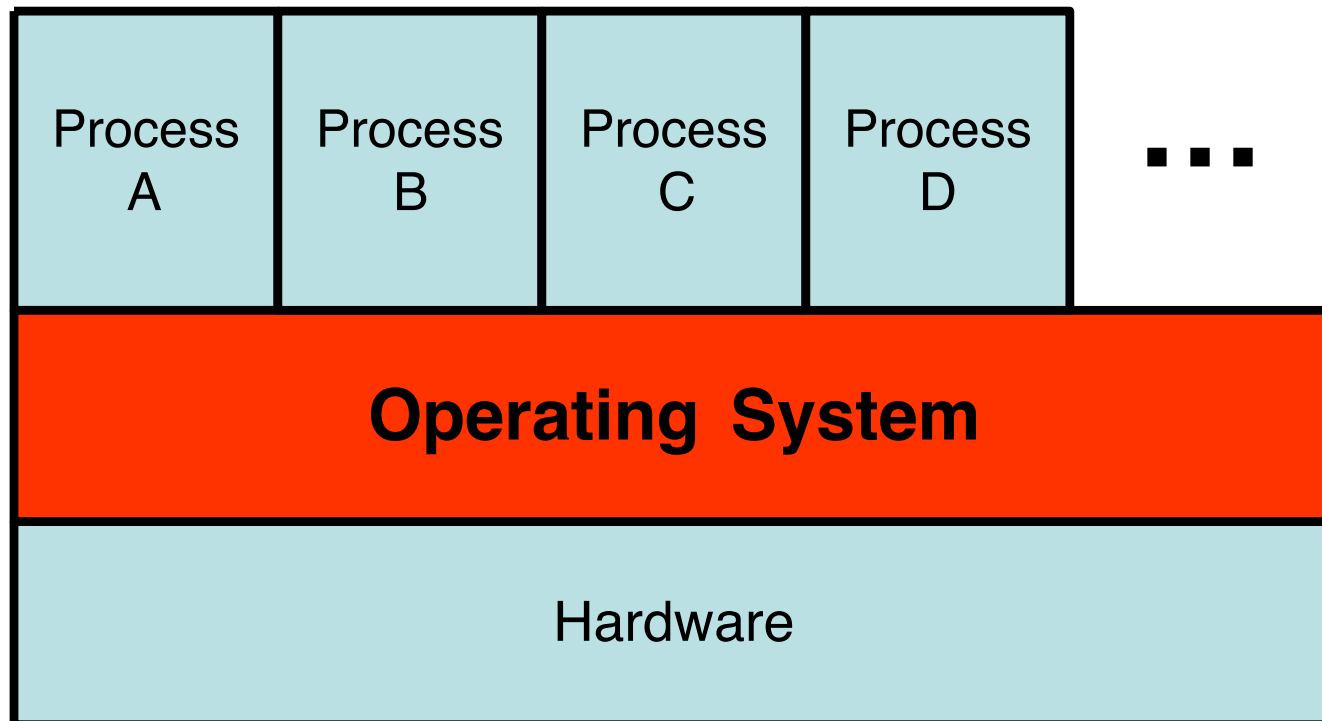 Process
A
Process
B
Process
C
Process
D
...
Operating System
Hardware